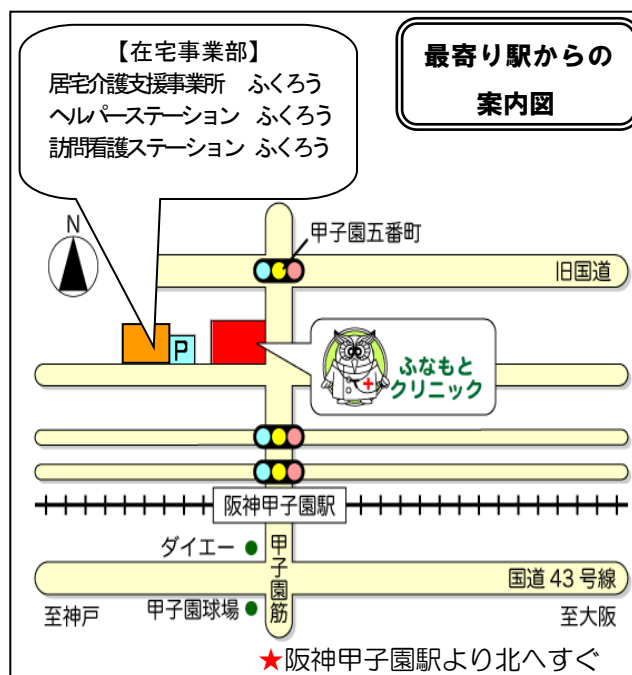 【在宅事業部】
居宅介護支援事業所 ふくろう
ヘルパーステーション ふくろう
訪問看護ステーション ふくろう
最寄り駅からの
案内図
N
甲子園五番町
旧国道
P
ふなもと
クリニック
阪神甲子園駅
ダイエー
甲子園筋
国道43号線
至神戸
甲子園球場
至大阪
★阪神甲子園駅より北へすぐ